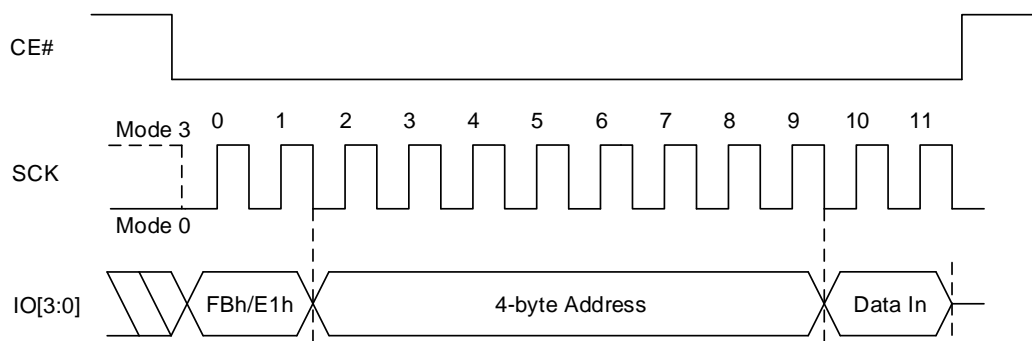 CE#
Mode 3 0 1 2 3 4 5 6 7 8 9 10 11
SCK
Mode 0
IO[3:0] FBh/E1h 4-byte Address Data In